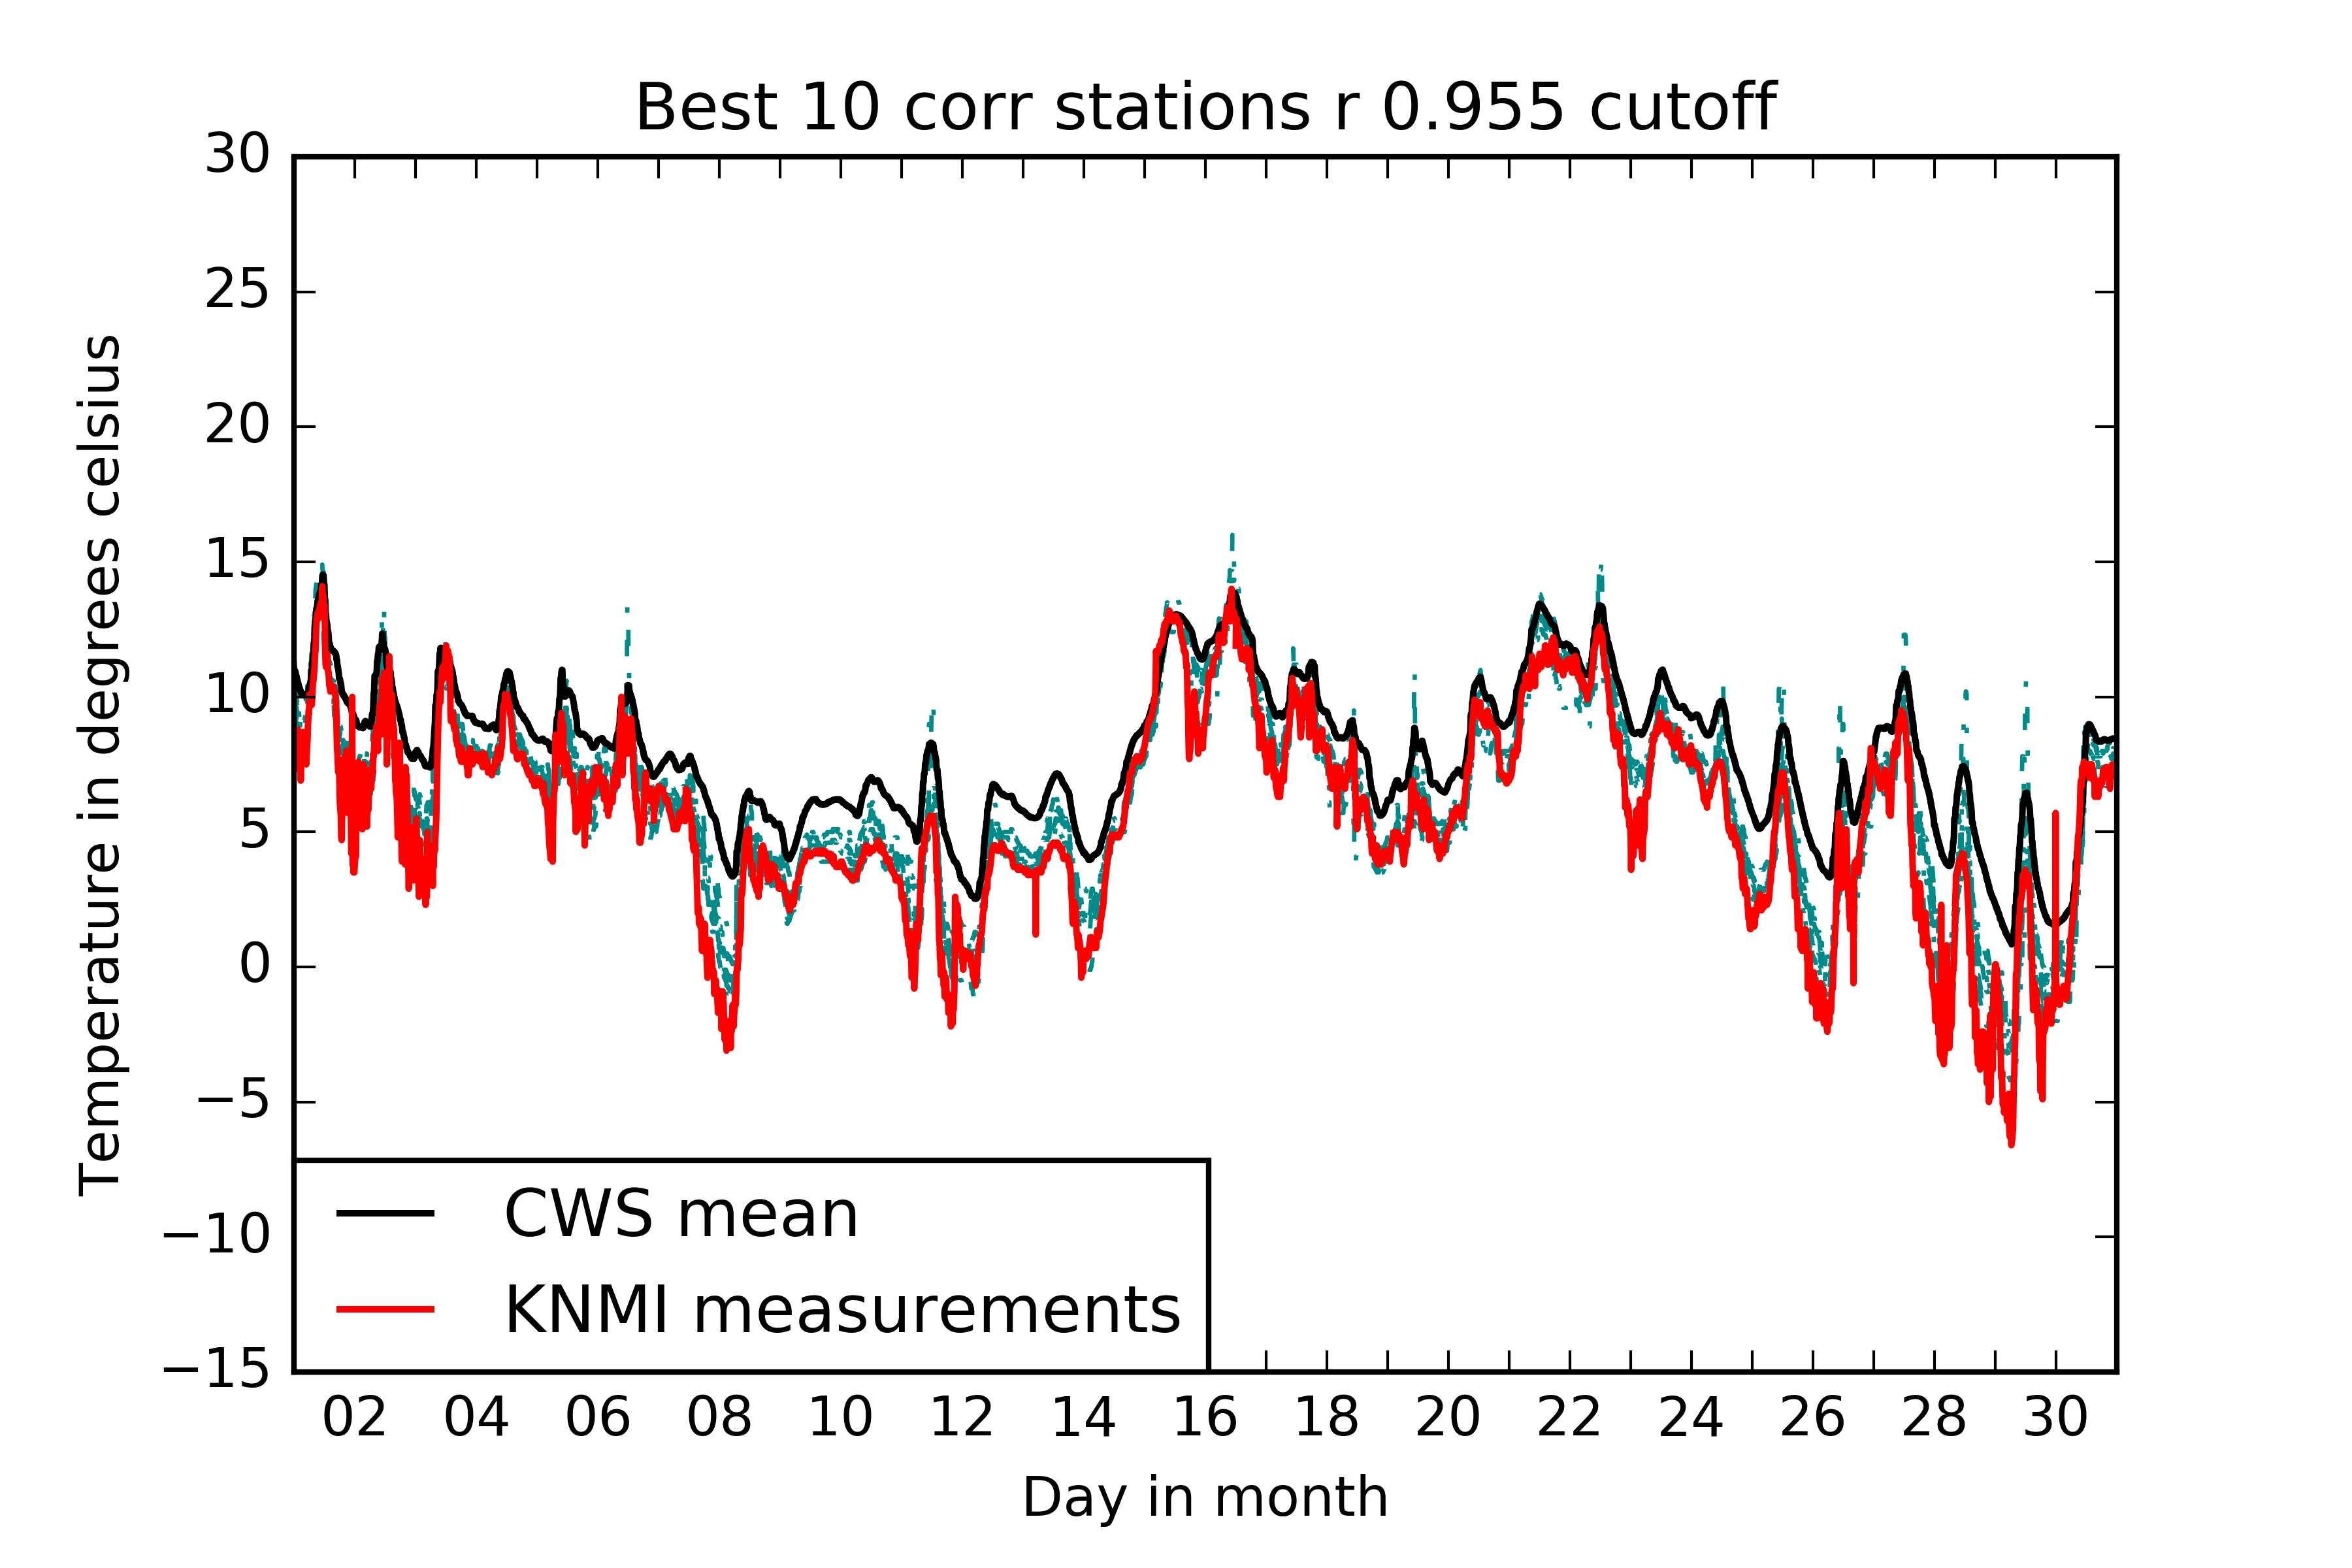 Best 10 corr stations r 0.955 cutoff
30
25
20
15
10
5
0
−5
−10
−15
Temperature in degrees celsius
CWS mean
KNMI measurements
02 04 06 08 10 12 14 16 18 20 22 24 26 28 30
Day in month